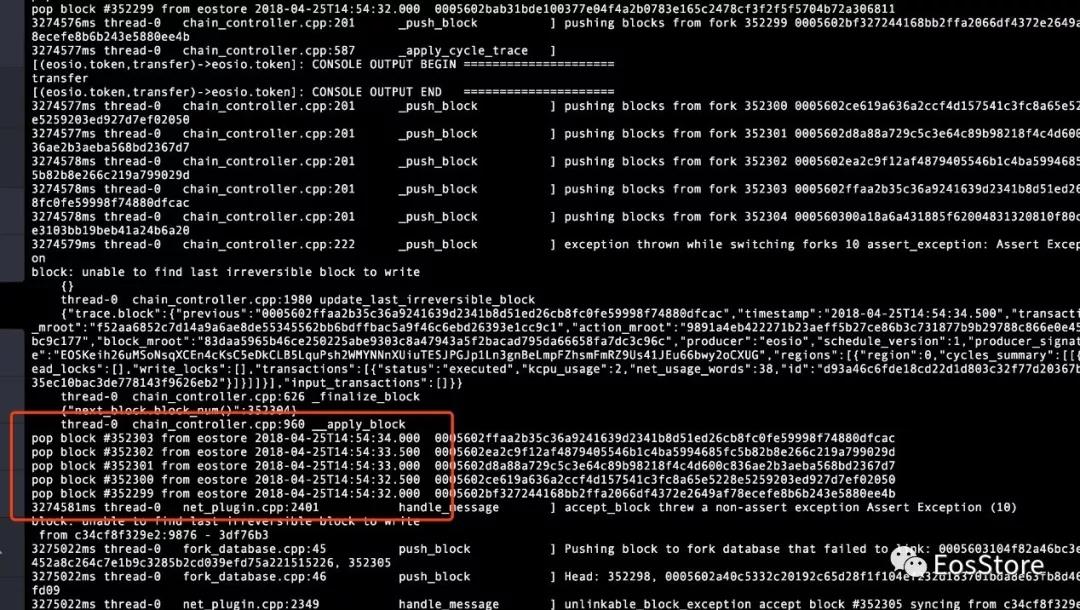 pop block #352299 from eostore 2018-04-25T14:54:32.000 0005602bab31bde100377e04f4a2b0783e165c2478cf3f2f5f5704b72a306811
3274577ms thread-0 chain_controller.cpp:201 _push_block ] pushing blocks from fork 352299 0005602bf327244168bb2ffa2066df4372e2649a
8ecefe8b6b243e5880ee4b
3274577ms thread-0 chain_controller.cpp:587 _apply_cycle_trace ]
[(eosio.token,transfer)->eosio.token]: CONSOLE OUTPUT BEGIN =====================
transfer
[(eosio.token,transfer)->eosio.token]: CONSOLE OUTPUT END =====================
3274577ms thread-0 chain_controller.cpp:201 _push_block ] pushing blocks from fork 352300 0005602ce619a636a2ccf4d157541c3fc8a65e52
e5259203ed927d7ef02050
3274577ms thread-0 chain_controller.cpp:201 _push_block ] pushing blocks from fork 352301 0005602d8a88a729c5c3e64c89b98218f4c4d600
36ae2b3aeba568bd2367d7
3274578ms thread-0 chain_controller.cpp:201 _push_block ] pushing blocks from fork 352302 0005602ea2c9f12af4879405546b1c4ba5994685
5b82b8e266c219a799029d
3274578ms thread-0 chain_controller.cpp:201 _push_block ] pushing blocks from fork 352303 0005602ffaa2b35c36a9241639d2341b8d51ed26
8fc0fe59998f74880dfcac
3274578ms thread-0 chain_controller.cpp:201 _push_block ] pushing blocks from fork 352304 000560300a18a6a431885f62004831320810f80c
e3103bb19beb41a24b6a20
3274579ms thread-0 chain_controller.cpp:222 _push_block ] exception thrown while switching forks 10 assert_exception: Assert Excep
on
block: unable to find last irreversible block to write
{}
thread-0 chain_controller.cpp:1980 update_last_irreversible_block
{"trace.block":{"previous":"0005602ffaa2b35c36a9241639d2341b8d51ed26cb8fc0fe59998f74880dfcac","timestamp":"2018-04-25T14:54:34.500","transacti
_mroot":"f52aa6852c7d14a9a6ae8de55345562bb6bdffbac5a9f46c6ebd26393e1cc9c1","action_mroot":"9891a4eb422271b23aeff5b27ce86b3c731877b9b29788c866e0e45
bc9c177","block_mroot":"83daa5965b46ce250225abe9303c8a47943a5f2bacad795da66658fa7dc3c96c","producer":"eosio","schedule_version":1,"producer_signat
e":"EOSKeih26uMSoNsqXCEn4cKsC5eDkCLB5LquPsh2WMYNNnXUiuTESJPGJp1Ln3gnBeLmpFZhsmFmRZ9Us41JEu66bwy2oCXUG","regions":[{"region":0,"cycles_summary":[[{
ead_locks":[],"write_locks":[],"transactions":[{"status":"executed","kcpu_usage":2,"net_usage_words":38,"id":"d93a46c6fde18cd22d1d803c32f77d20367b
35ec10bac3de778143f9626eb2"}]}]]}],"input_transactions":[]}}
thread-0 chain_controller.cpp:626 _finalize_block
{"next_block.block_num()":352304}
thread-0 chain_controller.cpp:960 __apply_block
pop block #352303 from eostore 2018-04-25T14:54:34.000 0005602ffaa2b35c36a9241639d2341b8d51ed26cb8fc0fe59998f74880dfcac
pop block #352302 from eostore 2018-04-25T14:54:33.500 0005602ea2c9f12af4879405546b1c4ba5994685fc5b82b8e266c219a799029d
pop block #352301 from eostore 2018-04-25T14:54:33.000 0005602d8a88a729c5c3e64c89b98218f4c4d600c836ae2b3aeba568bd2367d7
pop block #352300 from eostore 2018-04-25T14:54:32.500 0005602ce619a636a2ccf4d157541c3fc8a65e5228e5259203ed927d7ef02050
pop block #352299 from eostore 2018-04-25T14:54:32.000 0005602bf327244168bb2ffa2066df4372e2649af78ecefe8b6b243e5880ee4b
3274581ms thread-0 net_plugin.cpp:2401 handle_message ] accept_block threw a non-assert exception Assert Exception (10)
block: unable to find last irreversible block to write
from c34cf8f329e2:9876 - 3df76b3
3275022ms thread-0 fork_database.cpp:45 push_block ] Pushing block to fork database that failed to link: 0005603104f82a46bc3e
452a8c264c7e1b9c3285b2cd039efd75a221515226, 352305
3275022ms thread-0 fork_database.cpp:46 push_block ] Head: 352298,
fd09
3275022ms thread-0 net_plugin.cpp:2349 handle_message ] unlinkable_block_exception accept block #352305 syncing from c34cf8f329e
EosStore